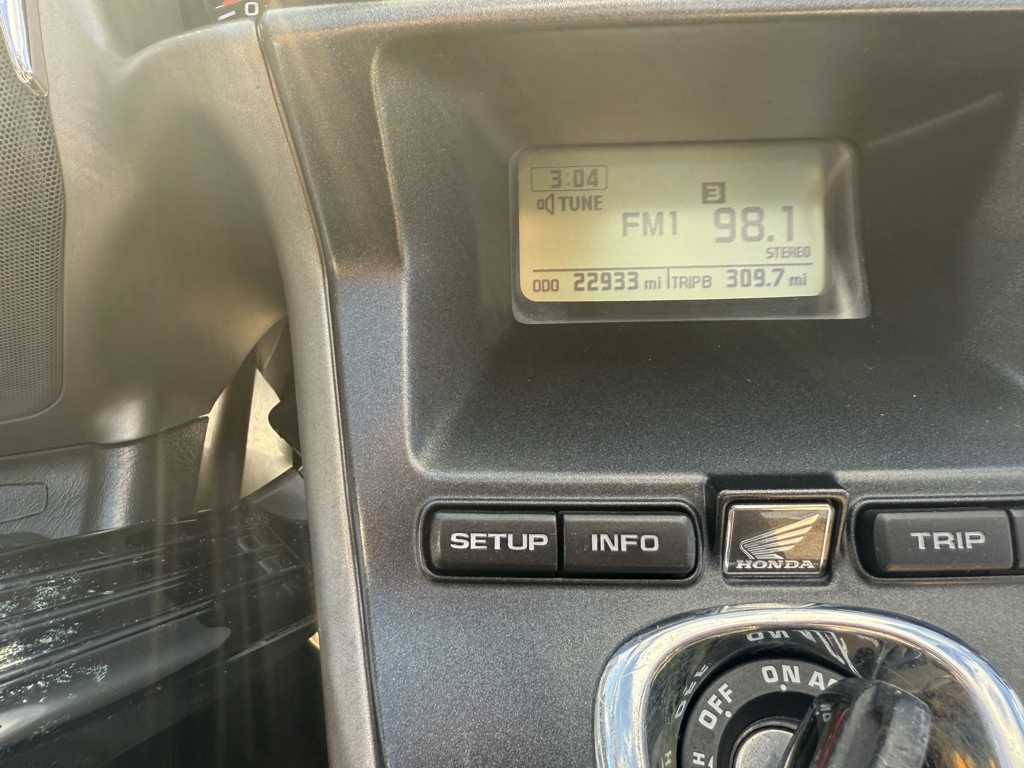 0
3:04
TUNE
3
FM1 98.1
STEREO
ODO 22933 mi TRIP B 309.7 mi
SETUP INFO HONDA TRIP
OFF ON